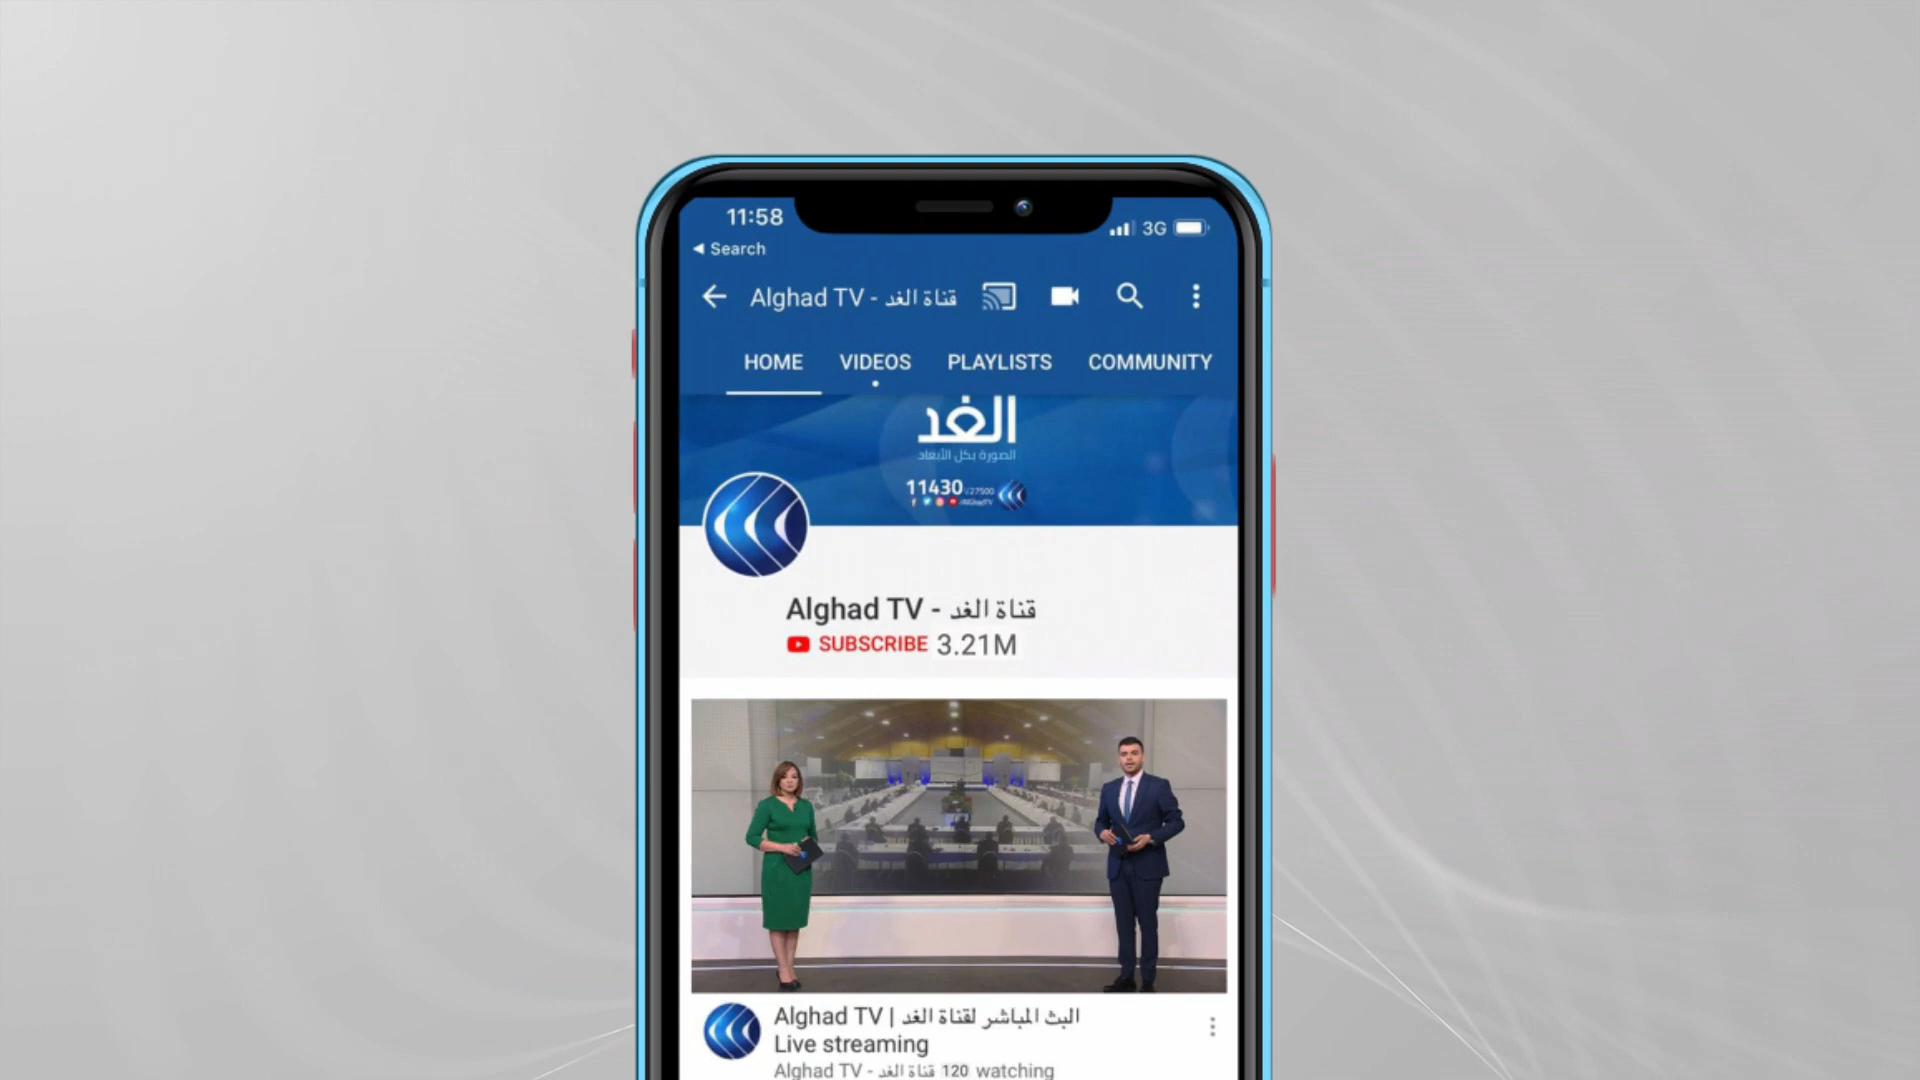 11:58
3G
◀ Search
Alghad TV - قناة الغد
HOME VIDEOS PLAYLISTS COMMUNITY
الغد
الصورة بكل الأبعاد
11430 27500
Alghad TV - قناة الغد
SUBSCRIBE 3.21M
Alghad TV | البث المباشر لقناة الغد
Live streaming
Alghad TV - قناة الغد 120 watching